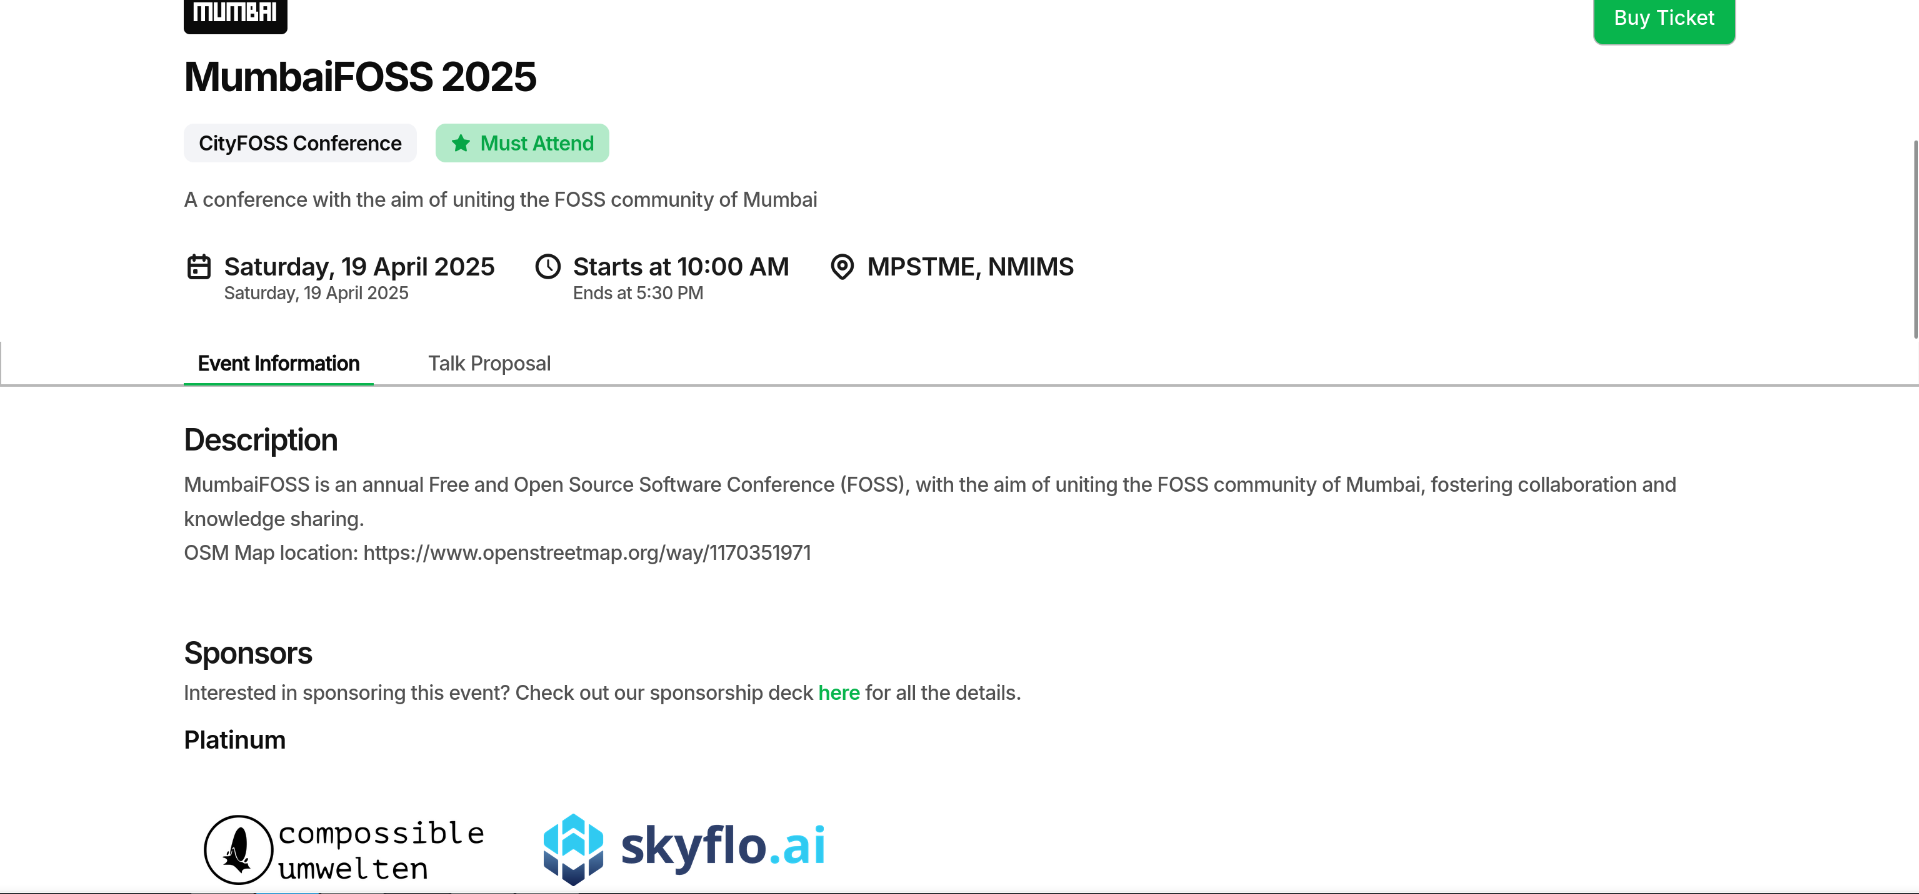 MUMBAI
Buy Ticket
MumbaiFOSS 2025
CityFOSS Conference
Must Attend
A conference with the aim of uniting the FOSS community of Mumbai
Saturday, 19 April 2025
Saturday, 19 April 2025
Starts at 10:00 AM
Ends at 5:30 PM
MPSTME, NMIMS
Event Information
Talk Proposal
Description
MumbaiFOSS is an annual Free and Open Source Software Conference (FOSS), with the aim of uniting the FOSS community of Mumbai, fostering collaboration and
knowledge sharing.
OSM Map location: https://www.openstreetmap.org/way/1170351971
Sponsors
Interested in sponsoring this event? Check out our sponsorship deck here for all the details.
Platinum
compossible
umwelten
skyflo.ai